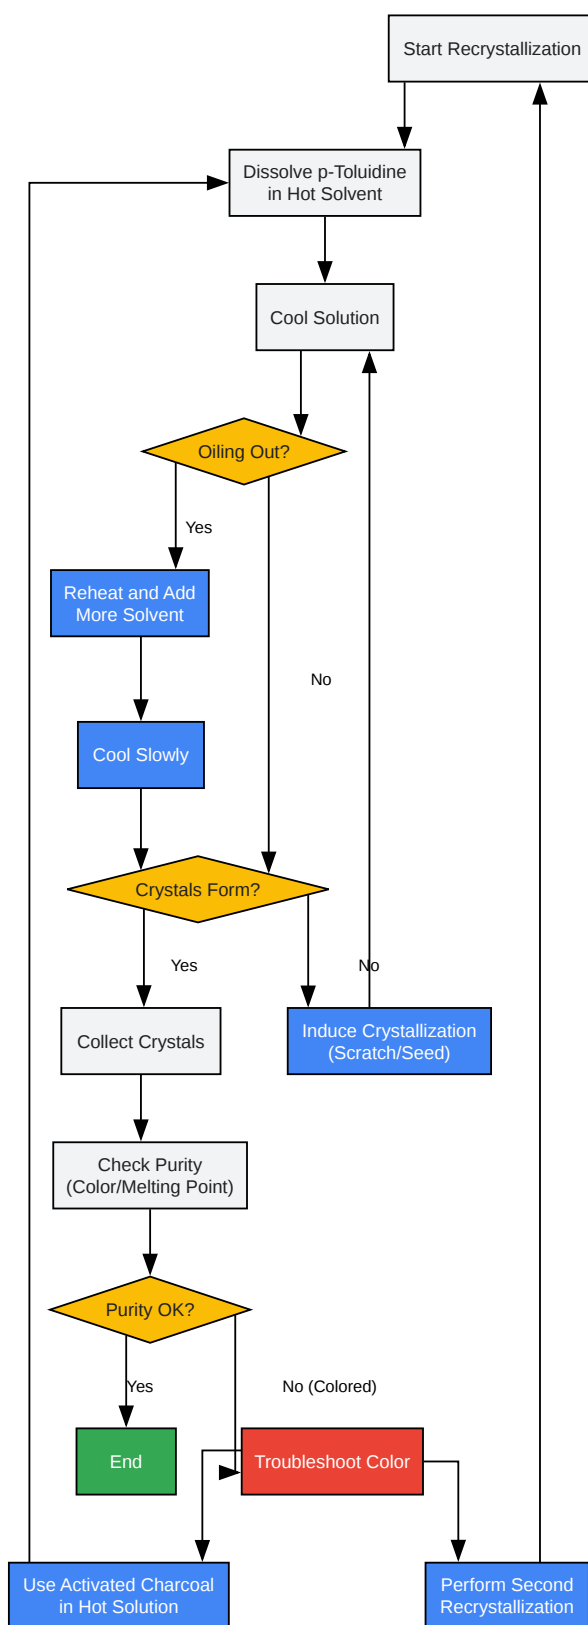 Start Recrystallization
Dissolve p-Toluidine
in Hot Solvent
Cool Solution
Oiling Out?
Yes
Reheat and Add
More Solvent
No
Cool Slowly
Crystals Form?
Yes
No
Collect Crystals
Induce Crystallization
(Scratch/Seed)
Check Purity
(Color/Melting Point)
Purity OK?
Yes
No (Colored)
End
Troubleshoot Color
Use Activated Charcoal
in Hot Solution
Perform Second
Recrystallization